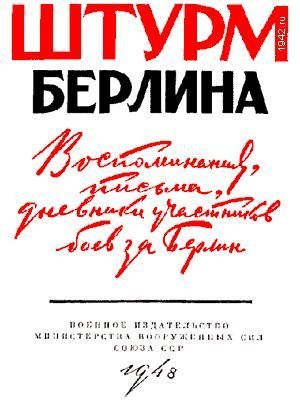 ШТУРМ
БЕРЛИНА
Воспоминания,
письма,
дневники участников
боев за Берлин
ВОЕННОЕ ИЗДАТЕЛЬСТВО
МИНИСТЕРСТВА ВООРУЖЕННЫХ СИЛ
СОЮЗА ССР
1948
1942.ru